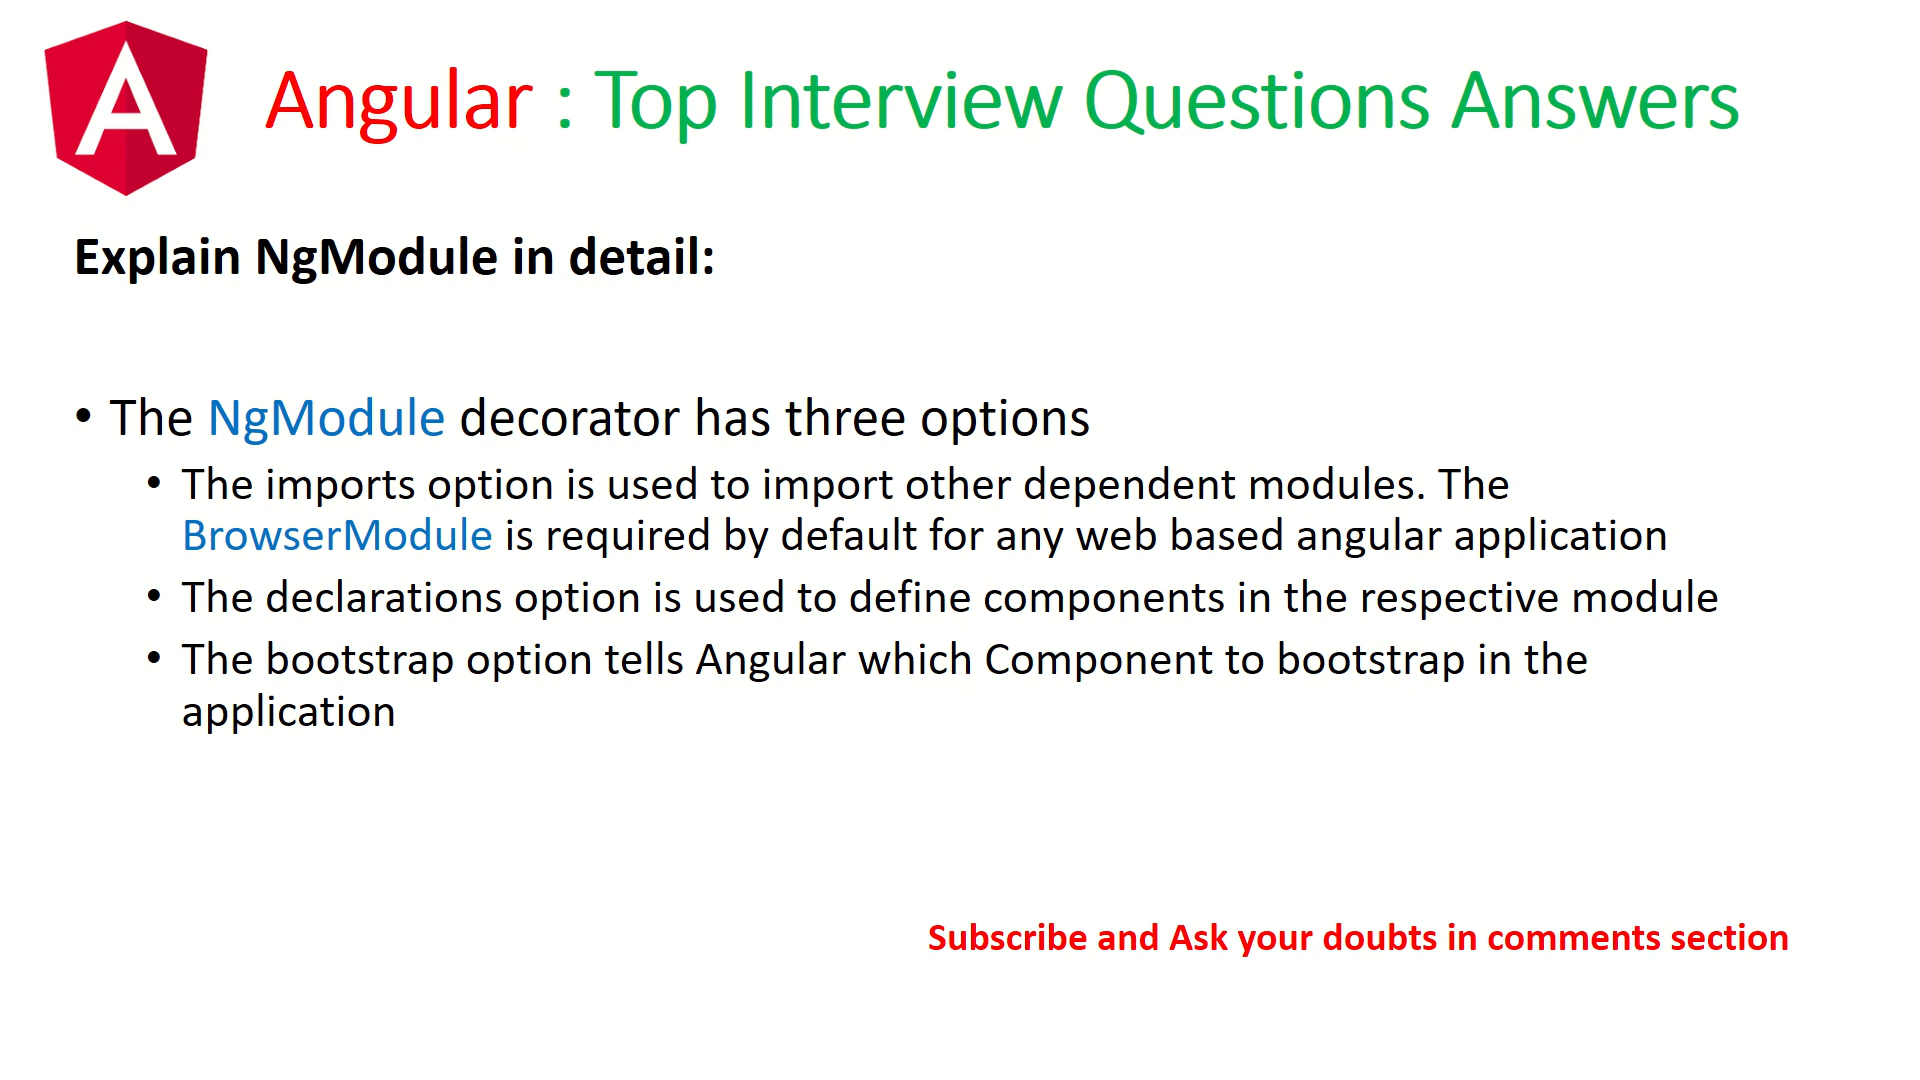 Angular : Top Interview Questions Answers
Explain NgModule in detail:
• The NgModule decorator has three options
• The imports option is used to import other dependent modules. The
BrowserModule is required by default for any web based angular application
• The declarations option is used to define components in the respective module
• The bootstrap option tells Angular which Component to bootstrap in the
application
Subscribe and Ask your doubts in comments section